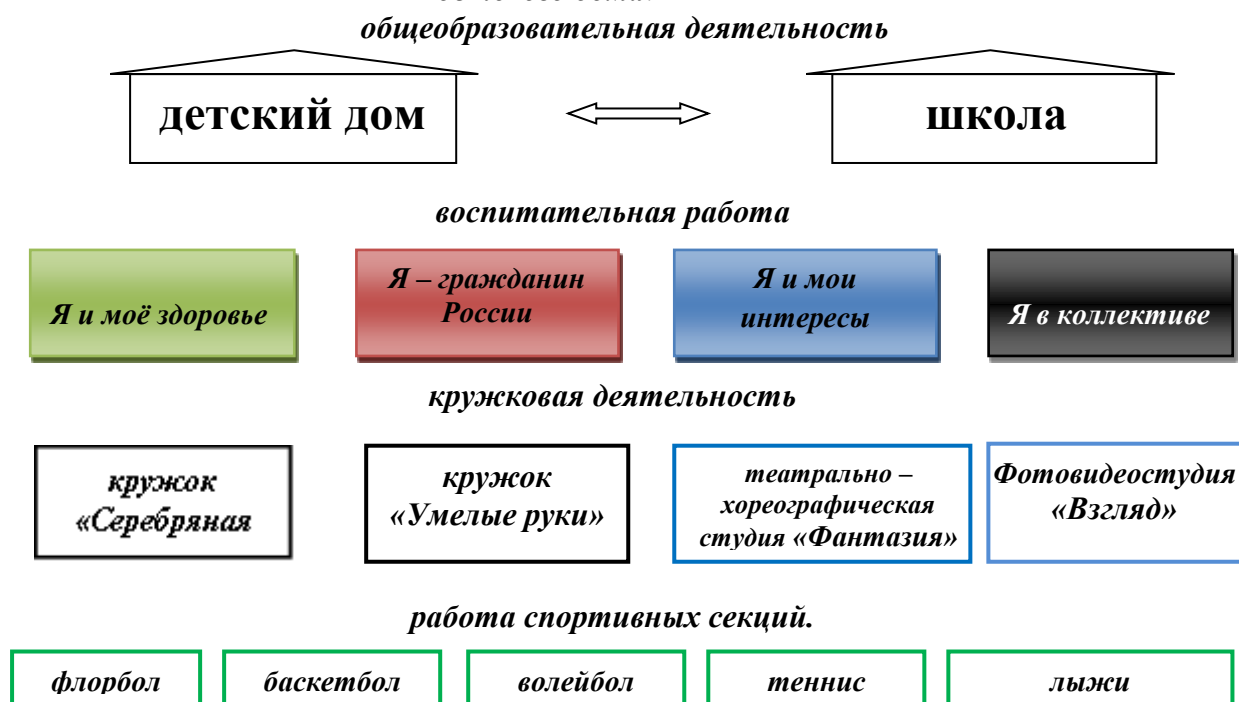 общеобразовательная деятельность
детский дом
школа
воспитательная работа
Я и моё здоровье
Я – гражданин
России
Я и мои
интересы
Я в коллективе
кружковая деятельность
кружок
«Серебряная
кружок
«Умелые руки»
театрально –
хореографическая
студия «Фантазия»
Фотовидеостудия
«Взгляд»
работа спортивных секций.
флорбол
баскетбол
волейбол
теннис
лыжи